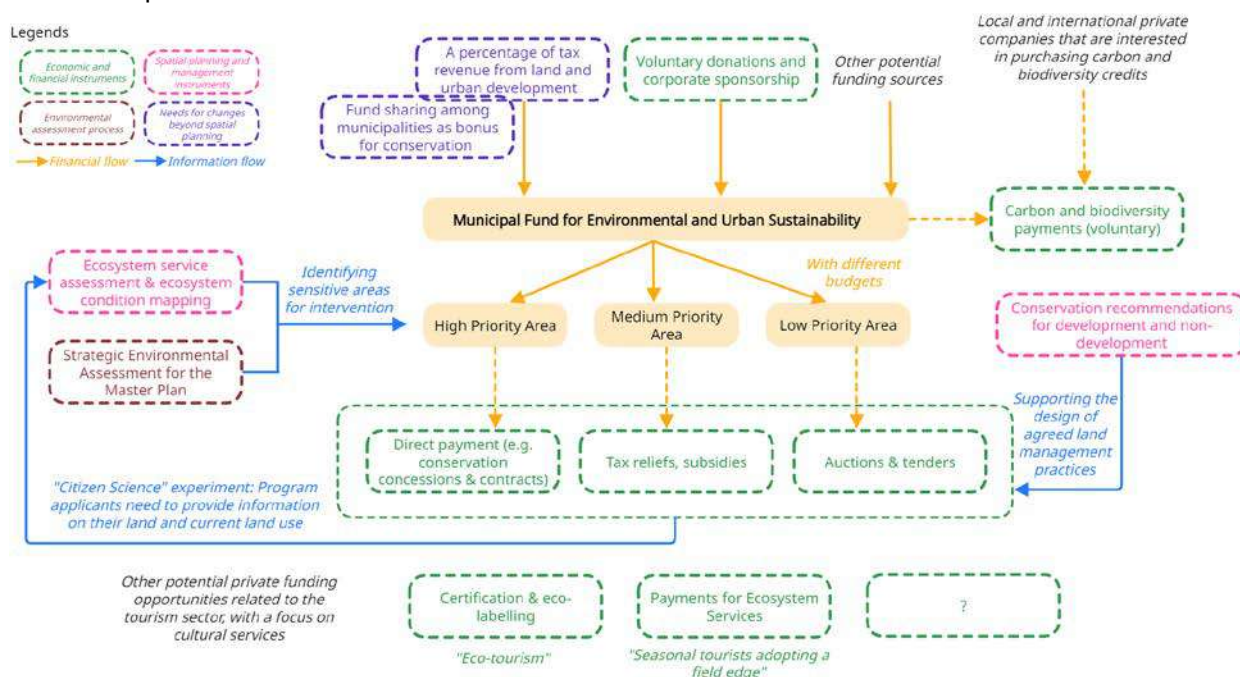 Legends
Economic and
financial instruments
Spatial planning and
management
instruments
Environmental
assessment process
Needs for changes
beyond spatial
planning
Financial flow
Information flow
A percentage of tax
revenue from land and
urban development
Fund sharing among
municipalities as bonus
for conservation
Voluntary donations and
corporate sponsorship
Other potential
funding sources
Local and international private
companies that are interested
in purchasing carbon and
biodiversity credits
Municipal Fund for Environmental and Urban Sustainability
Carbon and biodiversity
payments (voluntary)
Ecosystem service
assessment & ecosystem
condition mapping
Identifying
sensitive areas
for intervention
Strategic Environmental
Assessment for the
Master Plan
With different
budgets
High Priority Area
Medium Priority
Area
Low Priority Area
Conservation recommendations
for development and non-
development
Supporting the
design of
agreed land
management
practices
Direct payment (e.g.
conservation
concessions & contracts)
Tax reliefs, subsidies
Auctions & tenders
"Citizen Science" experiment: Program
applicants need to provide information
on their land and current land use
Other potential private funding
opportunities related to the
tourism sector, with a focus on
cultural services
Certification & eco-
labelling
"Eco-tourism"
Payments for Ecosystem
Services
"Seasonal tourists adopting a
field edge"
?